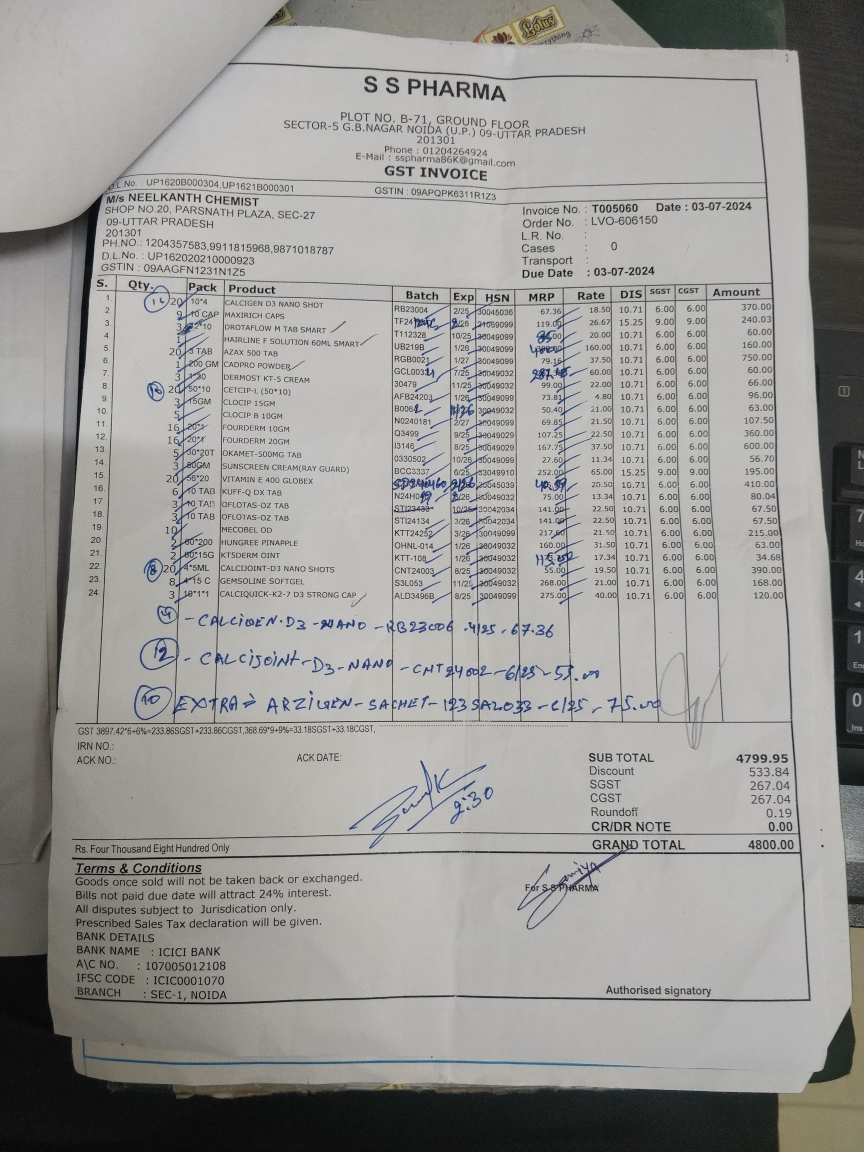 Lotus
S S PHARMA
PLOT NO. B-71, GROUND FLOOR
SECTOR-5 G.B.NAGAR NOIDA (U.P.) 09-UTTAR PRADESH
201301
Phone : 01204264924
E-Mail : sspharma86K@gmail.com
GST INVOICE
D.L.No. : UP1620B000304,UP1621B000301 GSTIN : 09APQPK6311R1Z3
M/s NEELKANTH CHEMIST
SHOP NO 20, PARSNATH PLAZA, SEC-27
09-UTTAR PRADESH
201301
PH.NO.: 1204357583,9911815968,9871018787
D.L.No. : UP162020210000923
GSTIN : 09AAGFN1231N1Z5
Invoice No. : T005060 Date : 03-07-2024
Order No. : LVO-606150
L.R. No. :
Cases : 0
Transport :
Due Date : 03-07-2024
S. Qty. Pack Product Batch Exp HSN MRP Rate DIS SGST CGST Amount
1. 20 10*4 CALCIGEN D3 NANO SHOT RB23004 2/25 30045036 67.36 18.50 10.71 6.00 6.00 370.00
2. 9 10 CAP MAXIRICH CAPS 21069099 119.00 26.67 15.25 9.00 9.00 240.03
3. 3 DROTAFLOW M TAB SMART T112328 10/25 30049099 20.00 10.71 6.00 6.00 60.00
4. 1 HAIRLINE F SOLUTION 60ML SMART UB219B 1/26 30049099 160.00 10.71 6.00 6.00 160.00
5. 20 3 TAB AZAX 500 TAB RGB0021 1/27 30049099 79.16 37.50 10.71 6.00 6.00 750.00
6. 1 200 GM CADPRO POWDER 7/25 30049032 60.00 10.71 6.00 6.00 60.00
7. 3 1*30 DERMOST KT-5 CREAM 30479 11/25 30049032 99.00 22.00 10.71 6.00 6.00 66.00
8. 20 50*10 CETCIP-L (50*10) AFB24203 1/26 30049099 73.81 4.80 10.71 6.00 6.00 96.00
9. 3 15GM CLOCIP 15GM 30049032 50.40 21.00 10.71 6.00 6.00 63.00
10. 5 CLOCIP B 10GM N0240181 2/27 30049099 69.85 21.50 10.71 6.00 6.00 107.50
11. 16 20*1 FOURDERM 10GM Q3499 9/25 30049029 107.25 22.50 10.71 6.00 6.00 360.00
12. 16 20*1 FOURDERM 20GM I3146 8/25 30049029 167.75 37.50 10.71 6.00 6.00 600.00
13. 5 30*20T OKAMET-500MG TAB 0330502 10/26 30049099 27.60 11.34 10.71 6.00 6.00 56.70
14. 3 60GM SUNSCREEN CREAM(RAY GUARD) BCC3337 6/25 33049910 252.00 65.00 15.25 9.00 9.00 195.00
15. 20 56*20 VITAMIN E 400 GLOBEX 30045039 20.50 10.71 6.00 6.00 410.00
16. 6 10 TAB KUFF-Q DX TAB 30049099 75.00 13.34 10.71 6.00 6.00 80.04
17. 3 10 TAB OFLOTAS-OZ TAB STI23433 10/26 30042034 141.00 22.50 10.71 6.00 6.00 67.50
18. 3 10 TAB OFLOTAS-OZ TAB STI24134 3/26 30042034 141.00 22.50 10.71 6.00 6.00 67.50
19. 10 MECOBEL OD KTT24252 3/26 30049099 217.50 21.50 10.71 6.00 6.00 215.00
20. 2 80*200 HUNGREE PINAPPLE OHNL-014 1/26 38049032 160.00 31.50 10.71 6.00 6.00 63.00
21. 2 80*15G KT5DERM OINT KTT-108 1/26 30049032 17.34 10.71 6.00 6.00 34.68
22. 20 4*5ML CALCIJOINT-D3 NANO SHOTS CNT24003 8/25 30049032 55.00 19.50 10.71 6.00 6.00 390.00
23. 8 4*15 C GEMSOLINE SOFTGEL S3L053 11/25 30049099 268.00 21.00 10.71 6.00 6.00 168.00
24. 3 10*1*1 CALCIQUICK-K2-7 D3 STRONG CAP ALD3496B 8/25 30049099 275.00 40.00 10.71 6.00 6.00 120.00
- CALCIGEN-D3-NANO-RB23006 4/25-67.36
12 - CALCIJOINT-D3-NANO-CNT24002-6/25-55.00
10 EXTRA ⇒ ARZIGEN-SACHET-123SA2033-6/25-75.00
GST 3897.42*6+6%=233.86SGST+233.86CGST,368.69*9+9%=33.18SGST+33.18CGST,
IRN NO.:
ACK NO.: ACK DATE:
SUB TOTAL 4799.95
Discount 533.84
SGST 267.04
CGST 267.04
Roundoff 0.19
CR/DR NOTE 0.00
2:30
Rs. Four Thousand Eight Hundred Only GRAND TOTAL 4800.00
Terms & Conditions
Goods once sold will not be taken back or exchanged.
Bills not paid due date will attract 24% interest.
All disputes subject to Jurisdication only.
Prescribed Sales Tax declaration will be given.
For S S PHARMA
BANK DETAILS
BANK NAME : ICICI BANK
A\C NO. : 107005012108
IFSC CODE : ICIC0001070
BRANCH : SEC-1, NOIDA
Authorised signatory